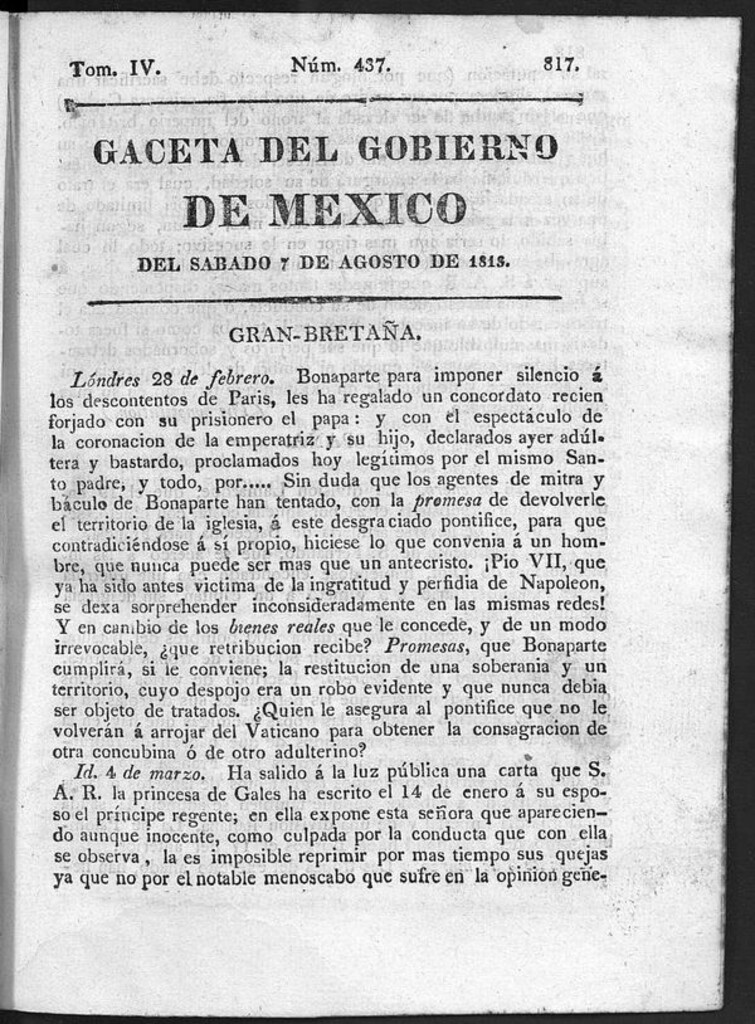 Tom. IV. Núm. 437. 817.
GACETA DEL GOBIERNO
DE MEXICO
DEL SABADO 7 DE AGOSTO DE 1813.
GRAN-BRETAÑA.
Lóndres 28 de febrero. Bonaparte para imponer silencio á
los descontentos de Paris, les ha regalado un concordato recien
forjado con su prisionero el papa: y con el espectáculo de
la coronacion de la emperatriz y su hijo, declarados ayer adúl-
tera y bastardo, proclamados hoy legítimos por el mismo San-
to padre, y todo, por..... Sin duda que los agentes de mitra y
báculo de Bonaparte han tentado, con la promesa de devolverle
el territorio de la iglesia, á este desgraciado pontifice, para que
contradiciéndose á sí propio, hiciese lo que convenia á un hom-
bre, que nunca puede ser mas que un antecristo. ¡Pio VII, que
ya ha sido antes victima de la ingratitud y perfidia de Napoleon,
se dexa sorprehender inconsideradamente en las mismas redes!
Y en cambio de los bienes reales que le concede, y de un modo
irrevocable, ¿que retribucion recibe? Promesas, que Bonaparte
cumplirá, si le conviene; la restitucion de una soberania y un
territorio, cuyo despojo era un robo evidente y que nunca debia
ser objeto de tratados. ¿Quien le asegura al pontifice que no le
volverán á arrojar del Vaticano para obtener la consagracion de
otra concubina ó de otro adulterino?
Id. 4 de marzo. Ha salido á la luz pública una carta que S.
A. R. la princesa de Gales ha escrito el 14 de enero á su espo-
so el príncipe regente; en ella expone esta señora que aparecien-
do aunque inocente, como culpada por la conducta que con ella
se observa, la es imposible reprimir por mas tiempo sus quejas
ya que no por el notable menoscabo que sufre en la opinion gene-